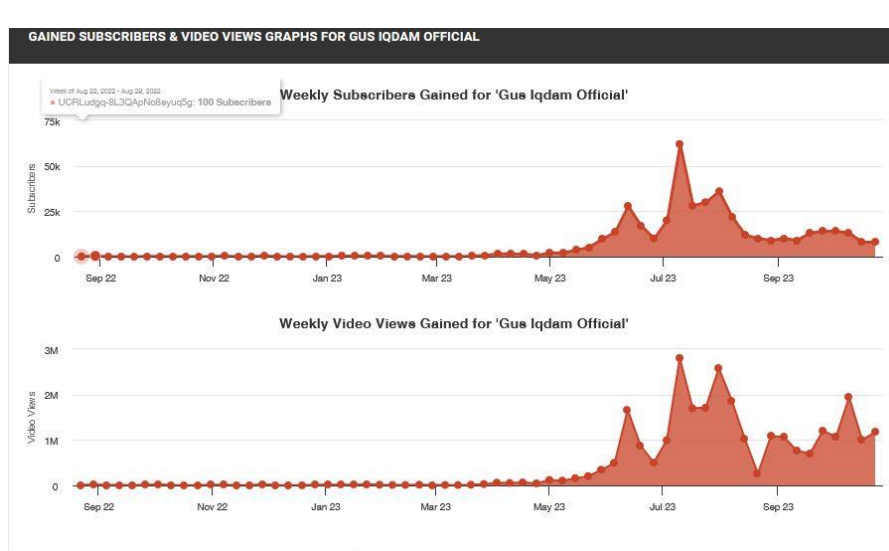 GAINED SUBSCRIBERS & VIDEO VIEWS GRAPHS FOR GUS IQDAM OFFICIAL
Week of Aug 22, 2022 - Aug 29, 2022
● UCRLudgq-8L3QApNo8eyuq5g: 100 Subscribers
Weekly Subscribers Gained for 'Gus Iqdam Official'
75k
50k
25k
0
Subscribers
Sep 22 Nov 22 Jan 23 Mar 23 May 23 Jul 23 Sep 23
Weekly Video Views Gained for 'Gus Iqdam Official'
3M
2M
1M
0
Video Views
Sep 22 Nov 22 Jan 23 Mar 23 May 23 Jul 23 Sep 23